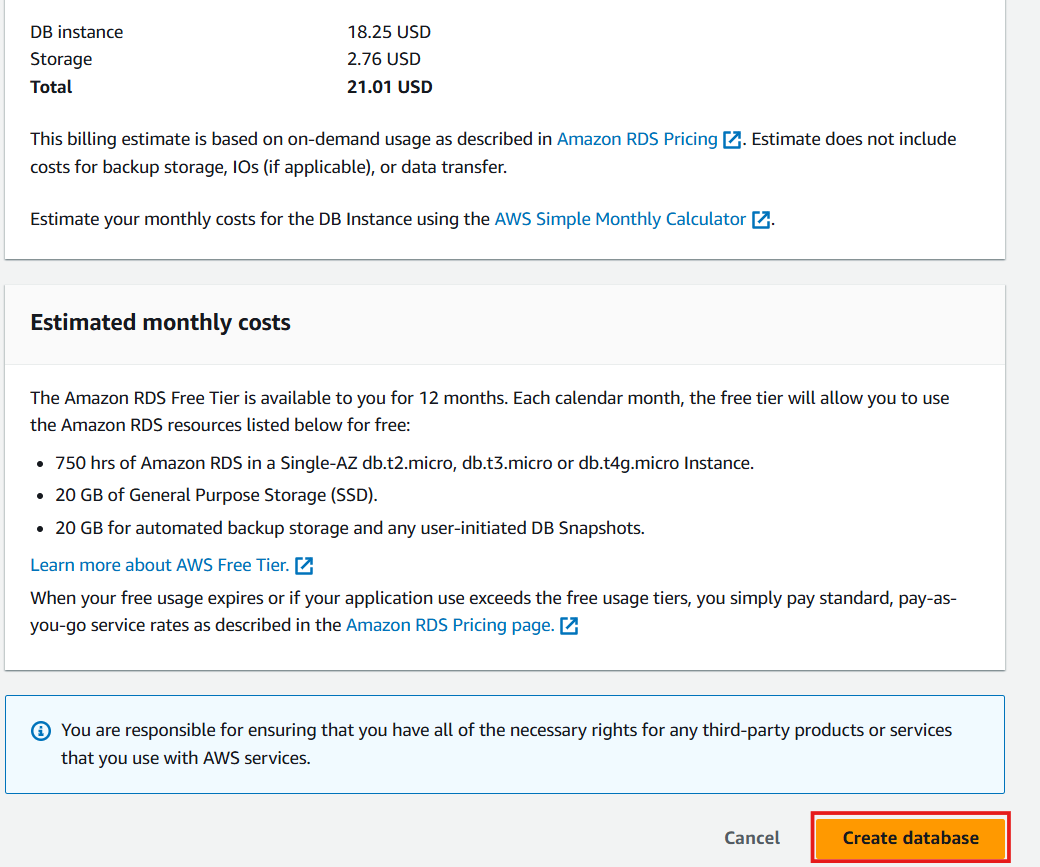 DB instance 18.25 USD
Storage 2.76 USD
Total 21.01 USD
This billing estimate is based on on-demand usage as described in Amazon RDS Pricing. Estimate does not include
costs for backup storage, IOs (if applicable), or data transfer.
Estimate your monthly costs for the DB Instance using the AWS Simple Monthly Calculator.
Estimated monthly costs
The Amazon RDS Free Tier is available to you for 12 months. Each calendar month, the free tier will allow you to use
the Amazon RDS resources listed below for free:
• 750 hrs of Amazon RDS in a Single-AZ db.t2.micro, db.t3.micro or db.t4g.micro Instance.
• 20 GB of General Purpose Storage (SSD).
• 20 GB for automated backup storage and any user-initiated DB Snapshots.
Learn more about AWS Free Tier.
When your free usage expires or if your application use exceeds the free usage tiers, you simply pay standard, pay-as-
you-go service rates as described in the Amazon RDS Pricing page.
You are responsible for ensuring that you have all of the necessary rights for any third-party products or services
that you use with AWS services.
Cancel Create database